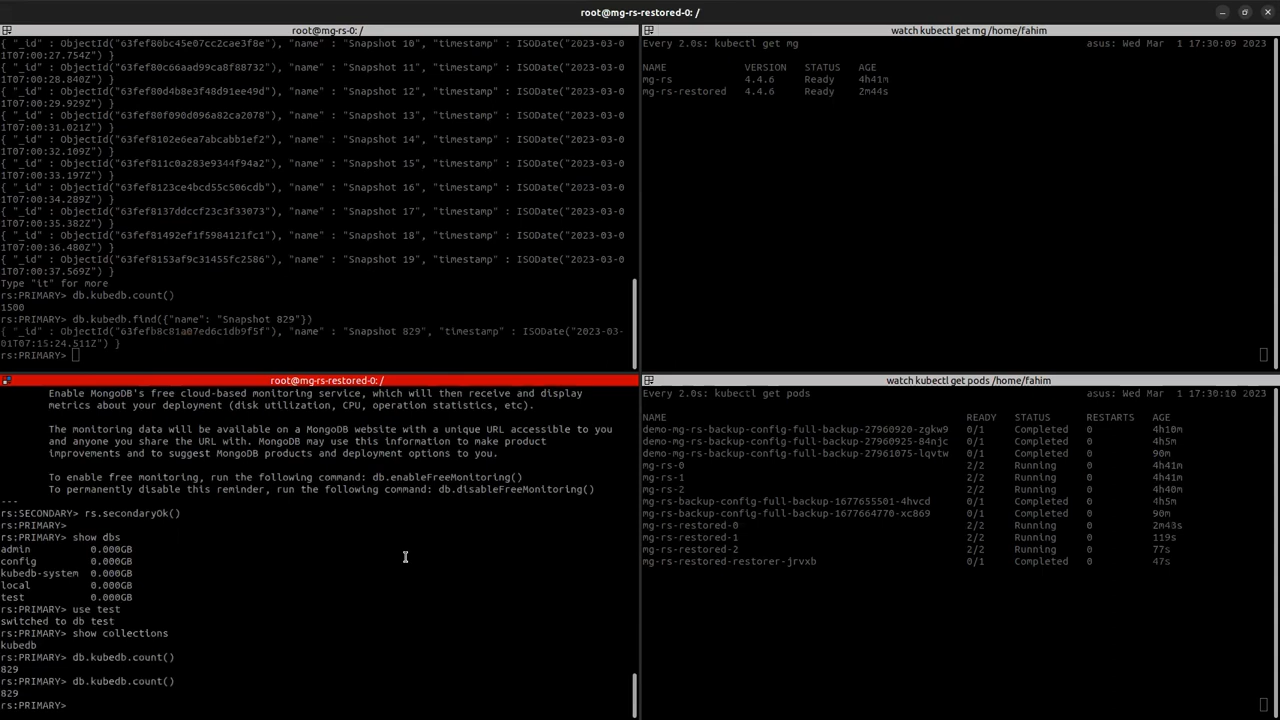 root@mg-rs-restored-0: /
root@mg-rs-0: /
{ "_id" : ObjectId("63fef80bc45e07cc2cae3f8e"), "name" : "Snapshot 10", "timestamp" : ISODate("2023-03-0
1T07:00:27.754Z") }
{ "_id" : ObjectId("63fef80c66aad99ca8f88732"), "name" : "Snapshot 11", "timestamp" : ISODate("2023-03-0
1T07:00:28.840Z") }
{ "_id" : ObjectId("63fef80d4b8e3f48d91ee49d"), "name" : "Snapshot 12", "timestamp" : ISODate("2023-03-0
1T07:00:29.929Z") }
{ "_id" : ObjectId("63fef80f090d096a82ca2078"), "name" : "Snapshot 13", "timestamp" : ISODate("2023-03-0
1T07:00:31.021Z") }
{ "_id" : ObjectId("63fef8102e6ea7abcabb1ef2"), "name" : "Snapshot 14", "timestamp" : ISODate("2023-03-0
1T07:00:32.109Z") }
{ "_id" : ObjectId("63fef811c0a283e9344f94a2"), "name" : "Snapshot 15", "timestamp" : ISODate("2023-03-0
1T07:00:33.197Z") }
{ "_id" : ObjectId("63fef8123ce4bcd55c506cdb"), "name" : "Snapshot 16", "timestamp" : ISODate("2023-03-0
1T07:00:34.289Z") }
{ "_id" : ObjectId("63fef8137ddccf23c3f33073"), "name" : "Snapshot 17", "timestamp" : ISODate("2023-03-0
1T07:00:35.382Z") }
{ "_id" : ObjectId("63fef81492ef1f5984121fc1"), "name" : "Snapshot 18", "timestamp" : ISODate("2023-03-0
1T07:00:36.480Z") }
{ "_id" : ObjectId("63fef8153af9c31455fc2586"), "name" : "Snapshot 19", "timestamp" : ISODate("2023-03-0
1T07:00:37.569Z") }
Type "it" for more
rs:PRIMARY> db.kubedb.count()
1500
rs:PRIMARY> db.kubedb.find({"name": "Snapshot 829"})
{ "_id" : ObjectId("63fefb8c81a07ed6c1db9f5f"), "name" : "Snapshot 829", "timestamp" : ISODate("2023-03-
01T07:15:24.511Z") }
rs:PRIMARY>
watch kubectl get mg /home/fahim
Every 2.0s: kubectl get mg asus: Wed Mar  1 17:30:09 2023
NAME VERSION STATUS AGE
mg-rs 4.4.6 Ready 4h41m
mg-rs-restored 4.4.6 Ready 2m44s
root@mg-rs-restored-0: /
Enable MongoDB's free cloud-based monitoring service, which will then receive and display
metrics about your deployment (disk utilization, CPU, operation statistics, etc).
The monitoring data will be available on a MongoDB website with a unique URL accessible to you
and anyone you share the URL with. MongoDB may use this information to make product
improvements and to suggest MongoDB products and deployment options to you.
To enable free monitoring, run the following command: db.enableFreeMonitoring()
To permanently disable this reminder, run the following command: db.disableFreeMonitoring()
---
rs:SECONDARY> rs.secondaryOk()
rs:PRIMARY>
rs:PRIMARY> show dbs
admin 0.000GB
config 0.000GB
kubedb-system 0.000GB
local 0.000GB
test 0.000GB
rs:PRIMARY> use test
switched to db test
rs:PRIMARY> show collections
kubedb
rs:PRIMARY> db.kubedb.count()
829
rs:PRIMARY> db.kubedb.count()
829
rs:PRIMARY>
watch kubectl get pods /home/fahim
Every 2.0s: kubectl get pods asus: Wed Mar  1 17:30:10 2023
NAME READY STATUS RESTARTS AGE
demo-mg-rs-backup-config-full-backup-27960920-zgkw9 0/1 Completed 0 4h10m
demo-mg-rs-backup-config-full-backup-27960925-84njc 0/1 Completed 0 4h5m
demo-mg-rs-backup-config-full-backup-27961075-lqvtw 0/1 Completed 0 90m
mg-rs-0 2/2 Running 0 4h41m
mg-rs-1 2/2 Running 0 4h41m
mg-rs-2 2/2 Running 0 4h40m
mg-rs-backup-config-full-backup-1677655501-4hvcd 0/1 Completed 0 4h5m
mg-rs-backup-config-full-backup-1677664770-xc869 0/1 Completed 0 90m
mg-rs-restored-0 2/2 Running 0 2m43s
mg-rs-restored-1 2/2 Running 0 119s
mg-rs-restored-2 2/2 Running 0 77s
mg-rs-restored-restorer-jrvxb 0/1 Completed 0 47s